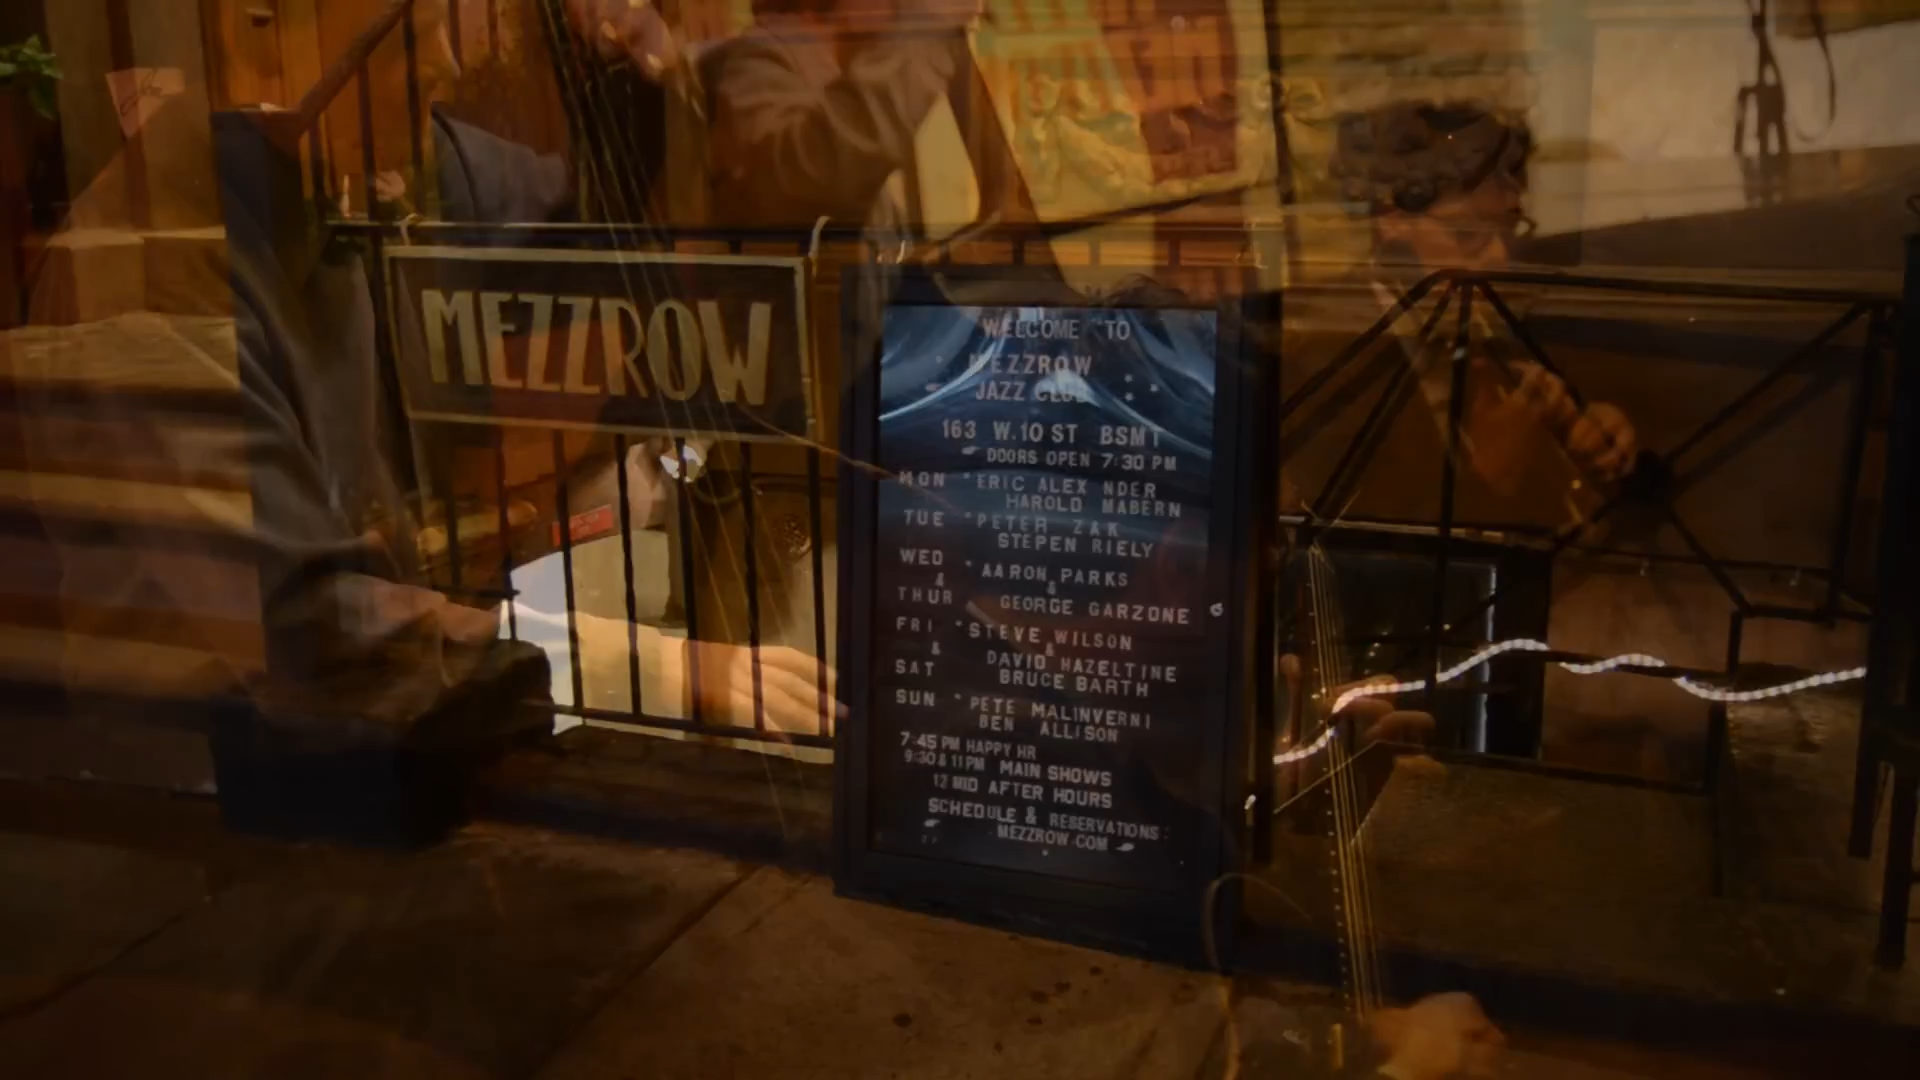 MEZZROW
WELCOME TO
MEZZROW
JAZZ CLUB
163 W.10 ST BSMT
DOORS OPEN 7:30 PM
MON ERIC ALEX NDER
HAROLD MABERN
TUE PETER ZAK
STEPEN RIELY
WED AARON PARKS
& &
THUR GEORGE GARZONE
FRI STEVE WILSON
& &
DAVID HAZELTINE
SAT BRUCE BARTH
SUN PETE MALINVERNI
BEN ALLISON
7:45 PM HAPPY HR
9:30 & 11 PM MAIN SHOWS
12 MID AFTER HOURS
SCHEDULE & RESERVATIONS:
MEZZROW.COM